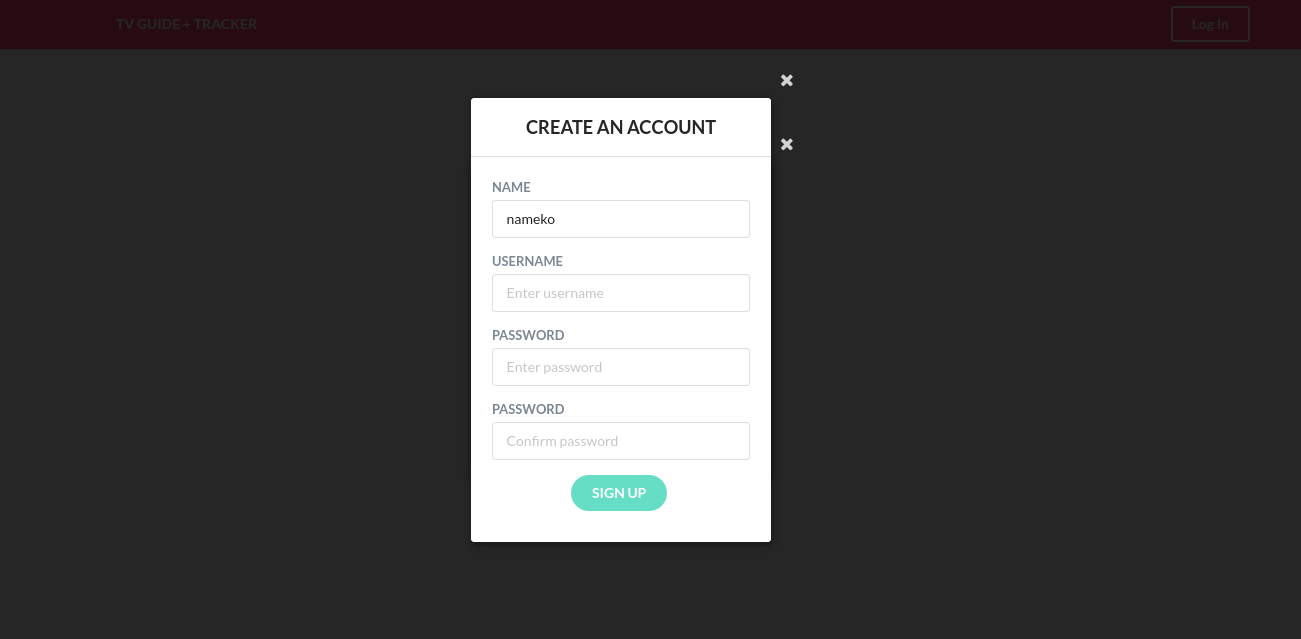 TV GUIDE + TRACKER
Log In
CREATE AN ACCOUNT
NAME
nameko
USERNAME
Enter username
PASSWORD
Enter password
PASSWORD
Confirm password
SIGN UP